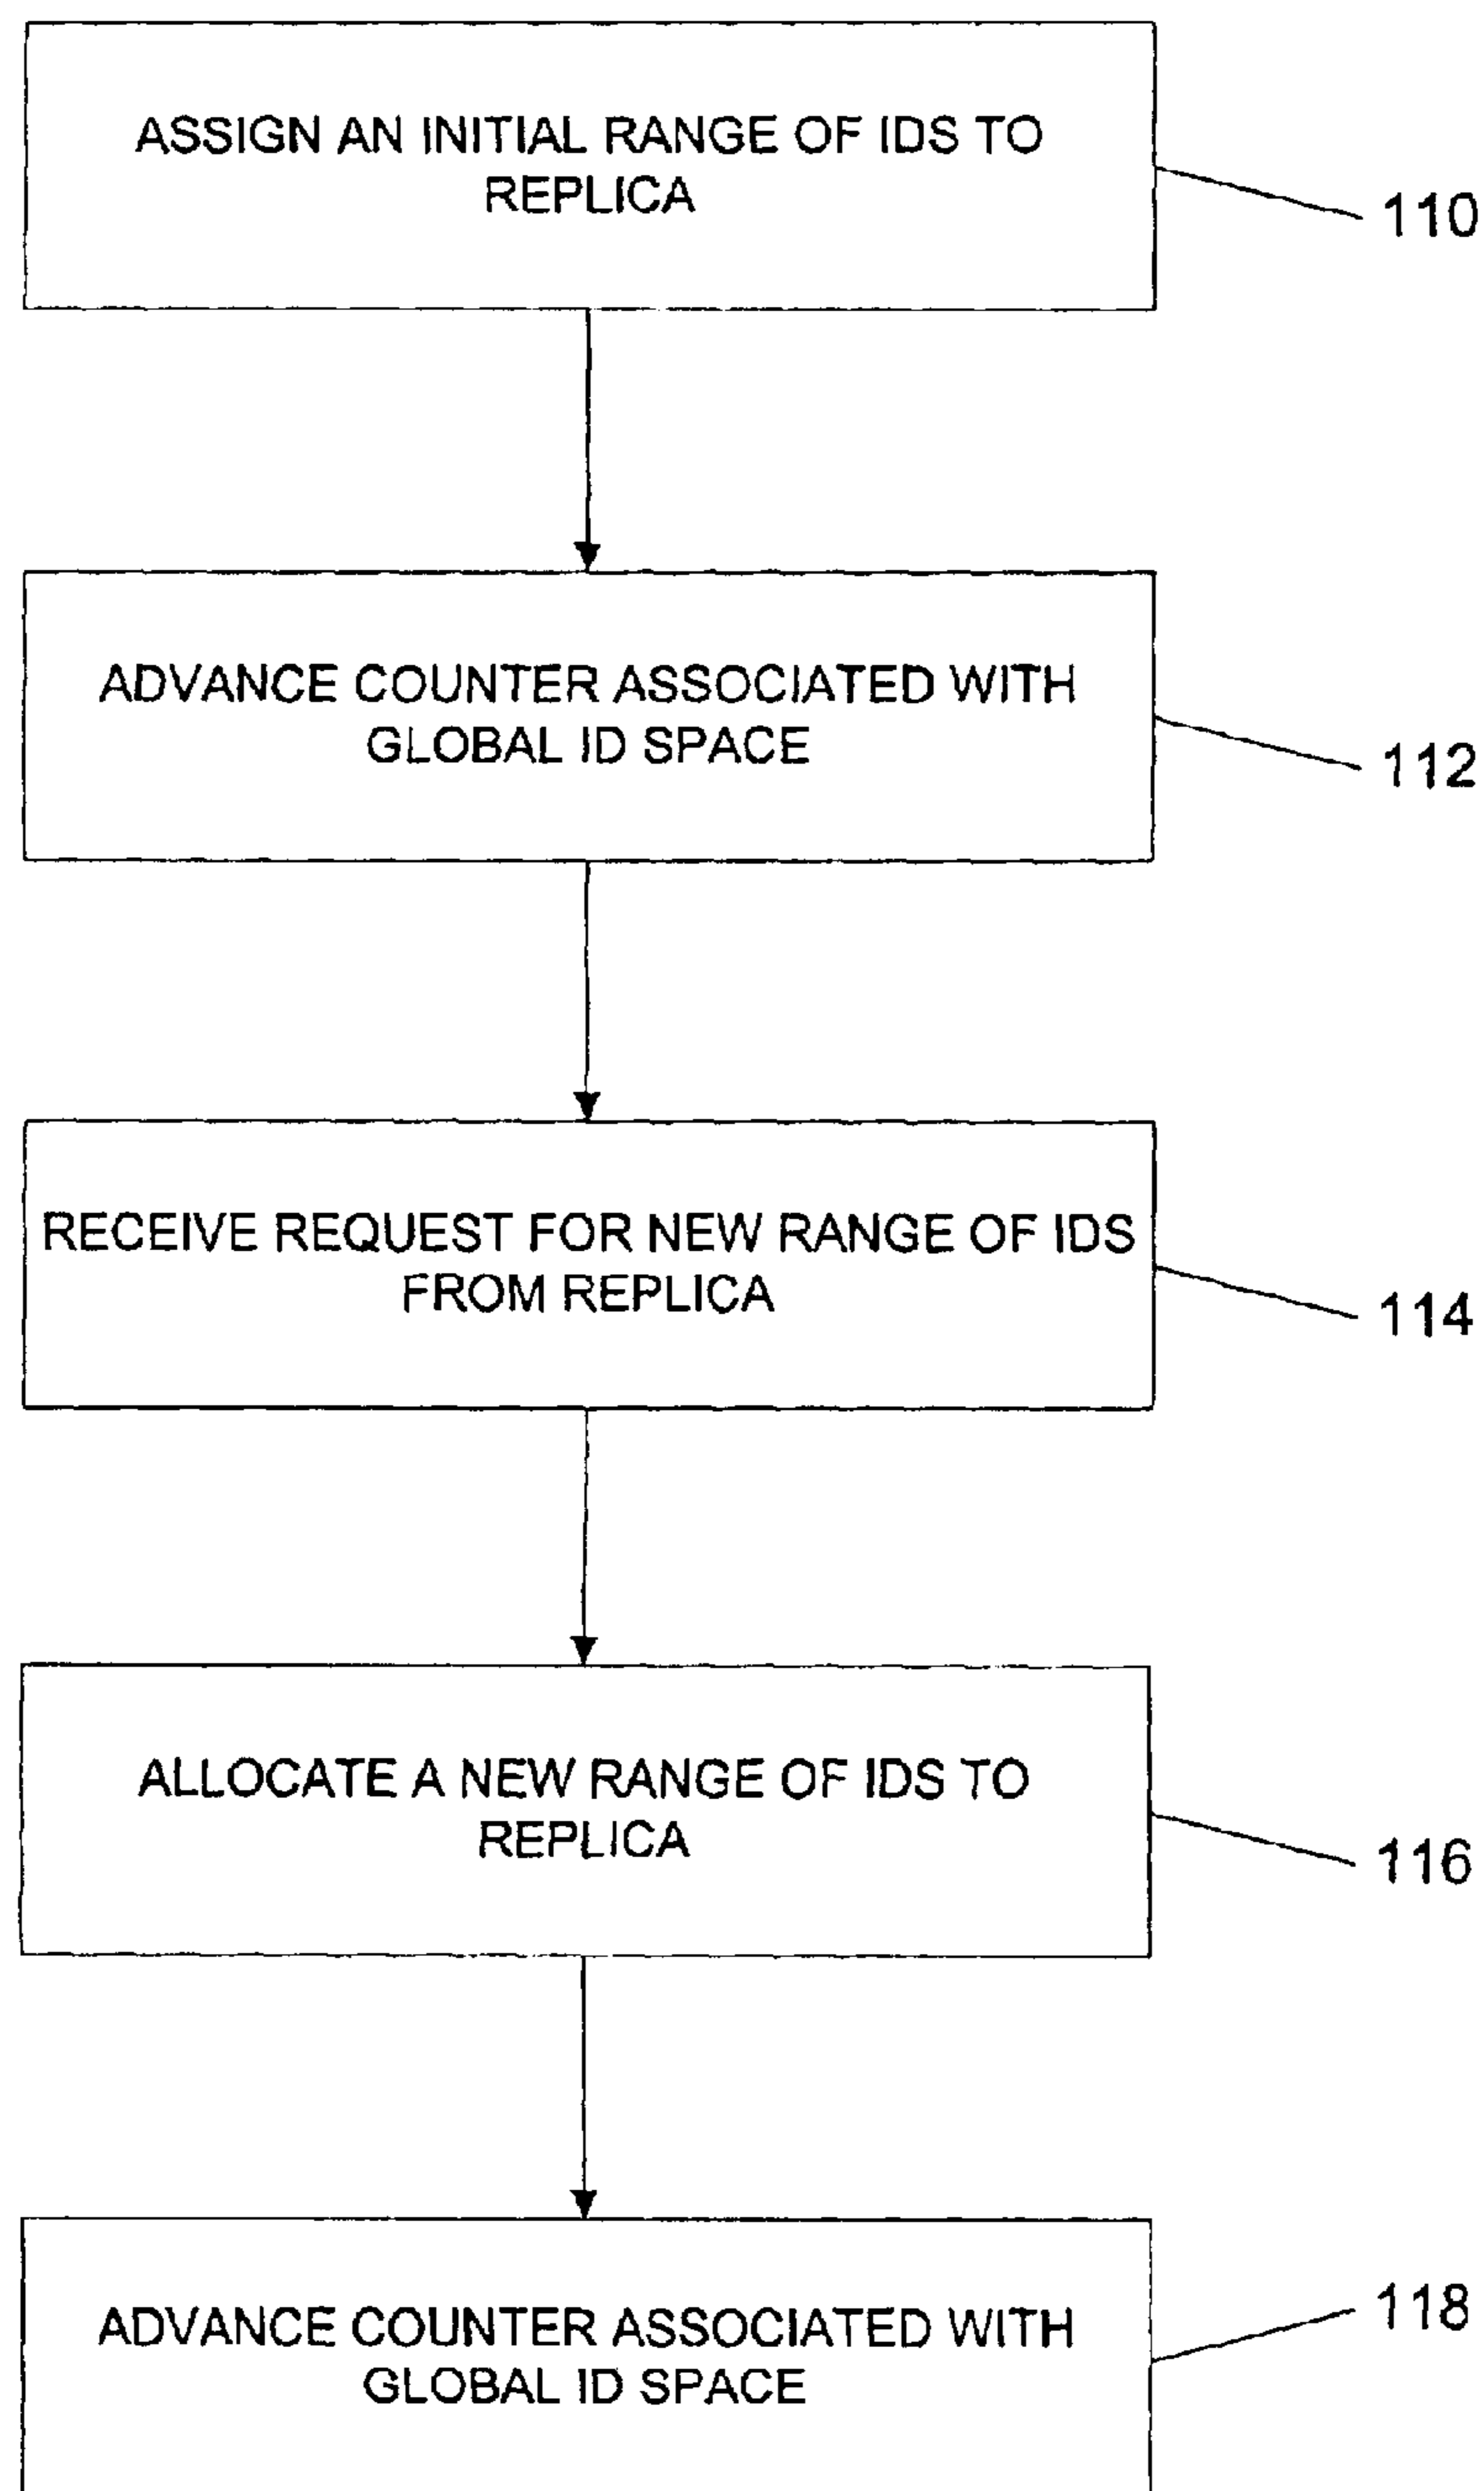 ASSIGN AN INITIAL RANGE OF IDS TO
REPLICA
110
ADVANCE COUNTER ASSOCIATED WITH
GLOBAL ID SPACE
112
RECEIVE REQUEST FOR NEW RANGE OF IDS
FROM REPLICA
114
ALLOCATE A NEW RANGE OF IDS TO
REPLICA
116
ADVANCE COUNTER ASSOCIATED WITH
GLOBAL ID SPACE
118